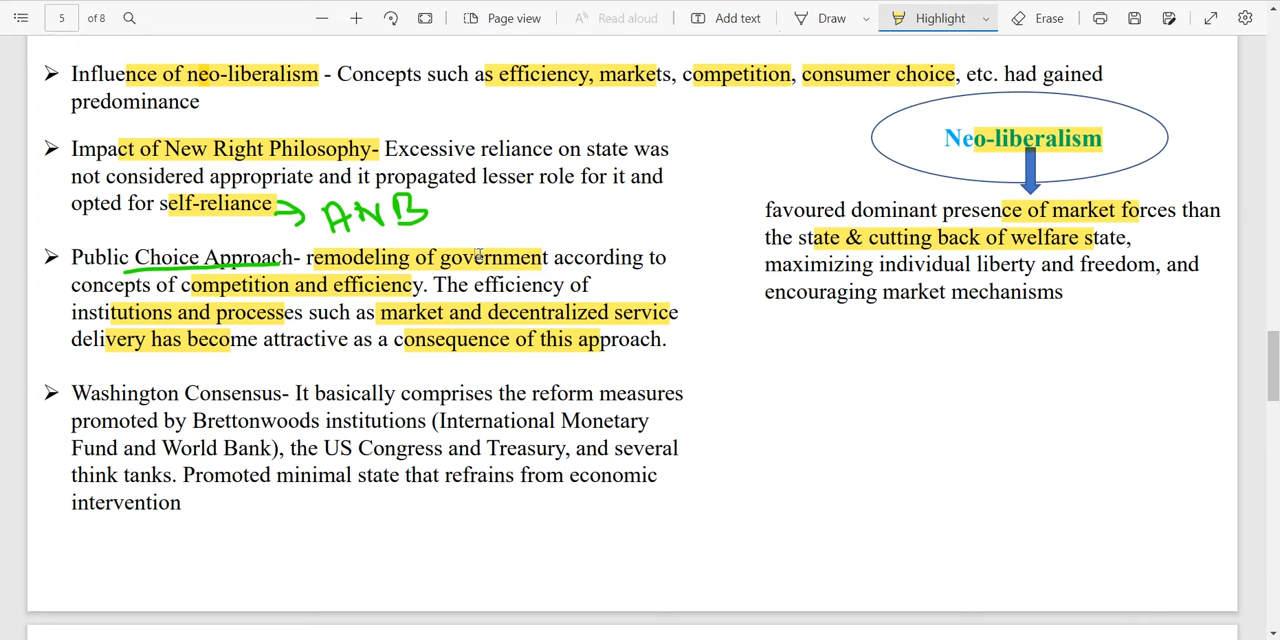 5 of 8 Page view Read aloud Add text Draw Highlight Erase
Influence of neo-liberalism - Concepts such as efficiency, markets, competition, consumer choice, etc. had gained
predominance
Impact of New Right Philosophy- Excessive reliance on state was
not considered appropriate and it propagated lesser role for it and
opted for self-reliance
ANB
Public Choice Approach- remodeling of government according to
concepts of competition and efficiency. The efficiency of
institutions and processes such as market and decentralized service
delivery has become attractive as a consequence of this approach.
Washington Consensus- It basically comprises the reform measures
promoted by Brettonwoods institutions (International Monetary
Fund and World Bank), the US Congress and Treasury, and several
think tanks. Promoted minimal state that refrains from economic
intervention
Neo-liberalism
favoured dominant presence of market forces than
the state & cutting back of welfare state,
maximizing individual liberty and freedom, and
encouraging market mechanisms